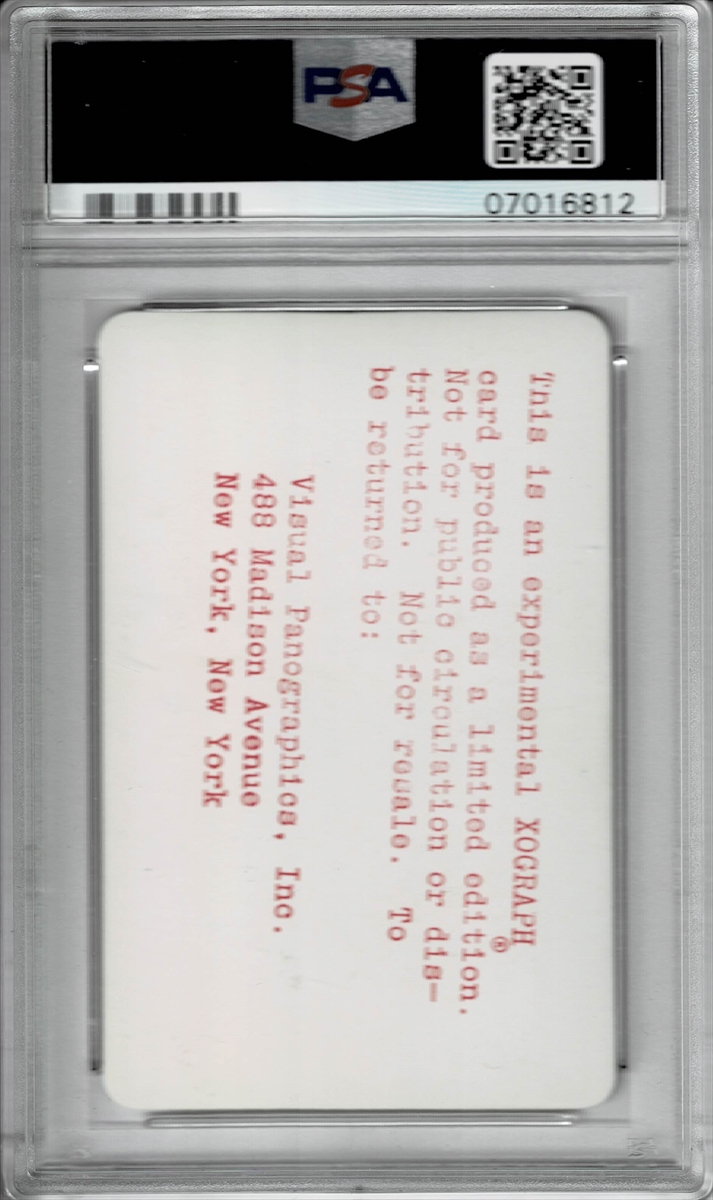 PSA
07016812
This is an experimental XOGRAPH®
card produced as a limited edition.
Not for public circulation or dis-
tribution. Not for resale. To
be returned to:
Visual Panographics, Inc.
488 Madison Avenue
New York, New York